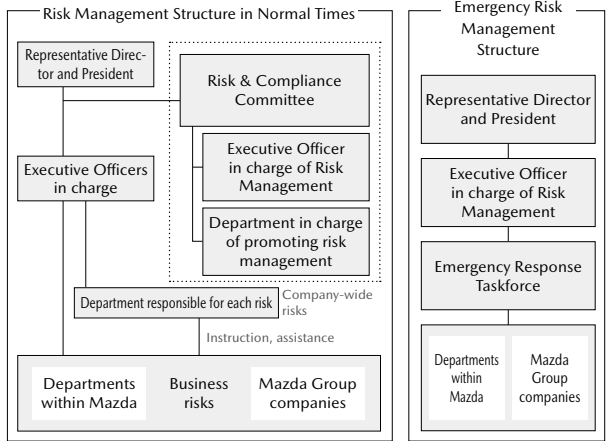 Risk Management Structure in Normal Times
Representative Direc-
tor and President
Risk & Compliance
Committee
Executive Officer
in charge of Risk
Management
Executive Officers
in charge
Department in charge
of promoting risk
management
Department responsible for each risk
Company-wide
risks
Instruction, assistance
Departments
within Mazda
Business
risks
Mazda Group
companies
Emergency Risk
Management
Structure
Representative Director
and President
Executive Officer
in charge of Risk
Management
Emergency Response
Taskforce
Departments
within
Mazda
Mazda
Group
companies